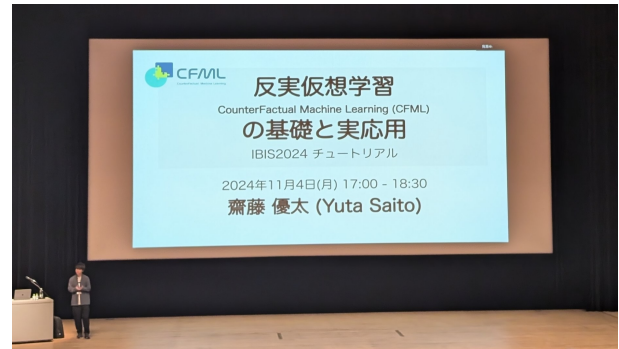 CFML
反実仮想学習
CounterFactual Machine Learning (CFML)
の基礎と実応用
IBIS2024 チュートリアル
2024年11月4日(月) 17:00 - 18:30
齋藤 優太 (Yuta Saito)